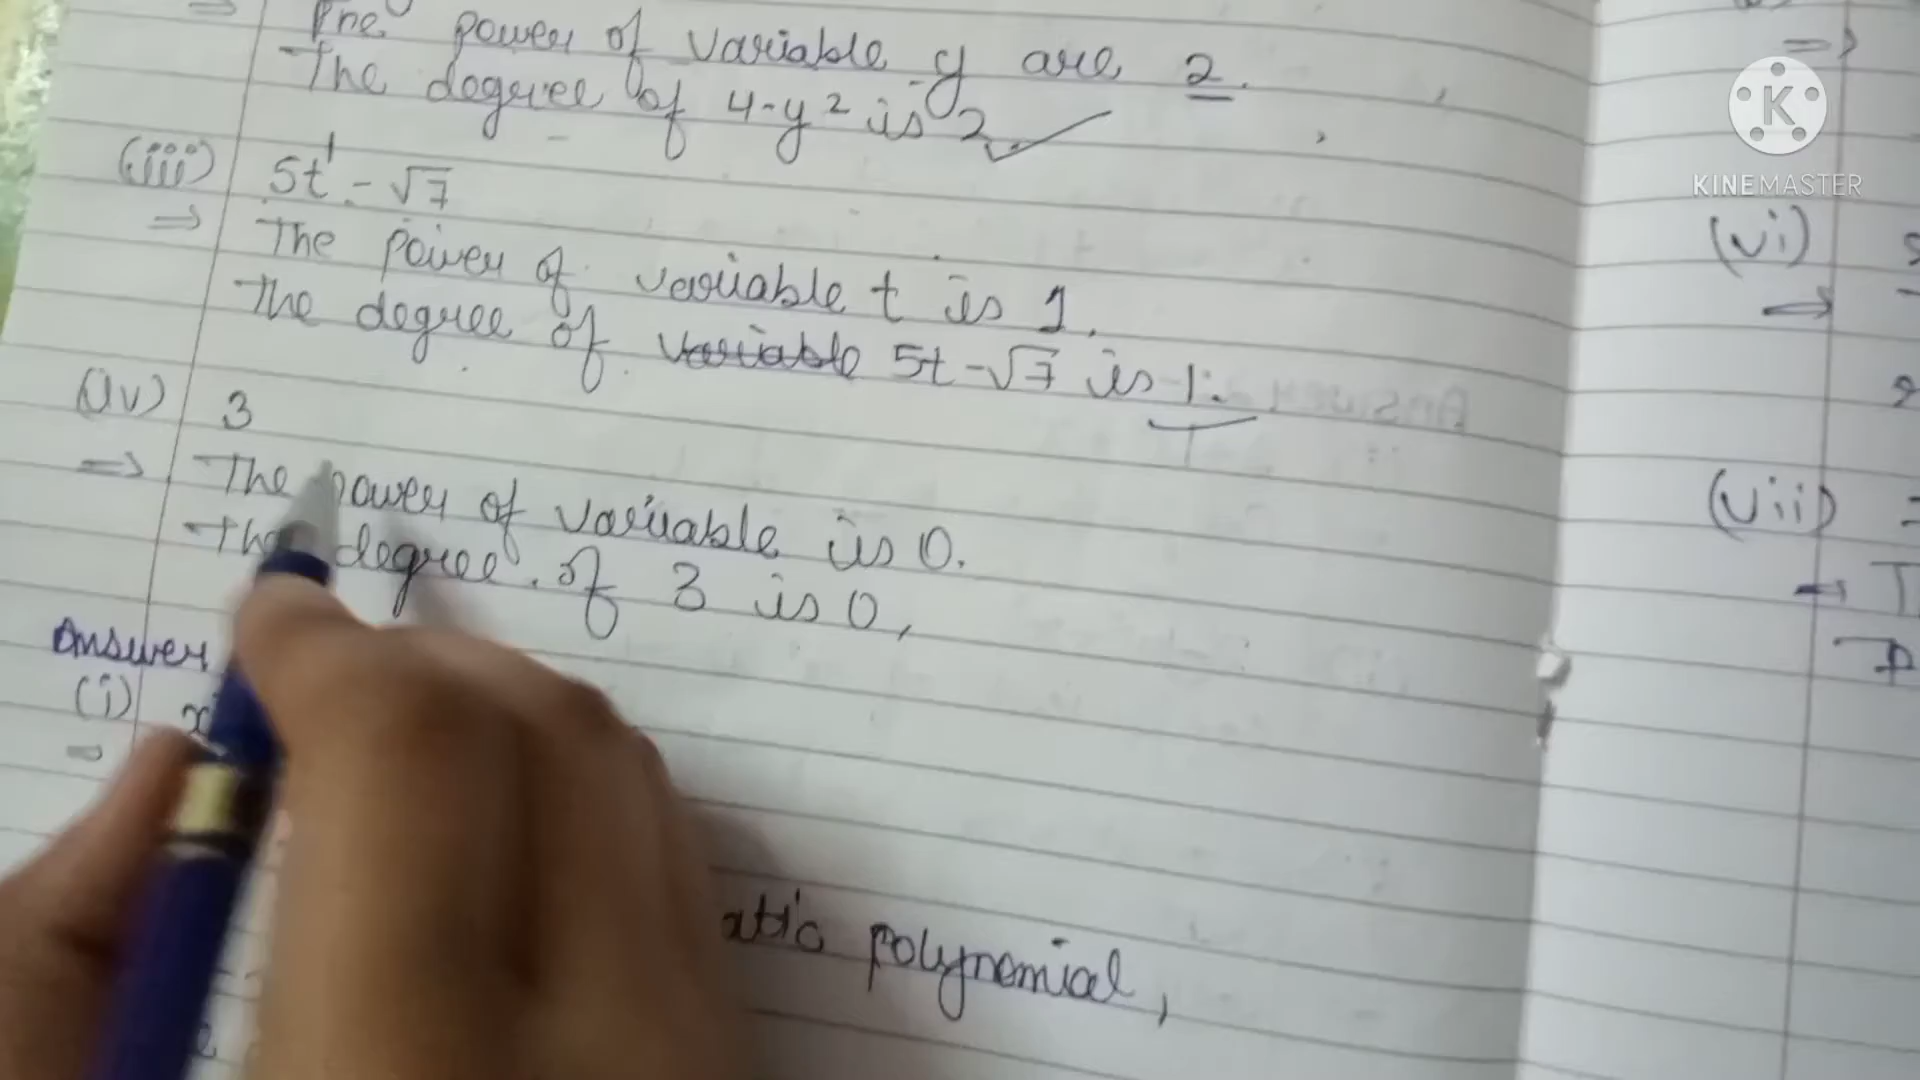 ⇒ The power of variable y are 2.
The degree of 4-y² is 2
(iii) 5t¹ - √7
⇒ The power of variable t is 1.
The degree of variable 5t-√7 is 1.
(iv) 3
⇒ The power of variable is 0.
The degree of 3 is 0,
Answer
(i) x
⇒
polynomial,
⇒
K
KINEMASTER
(vi)
⇒
(vii)